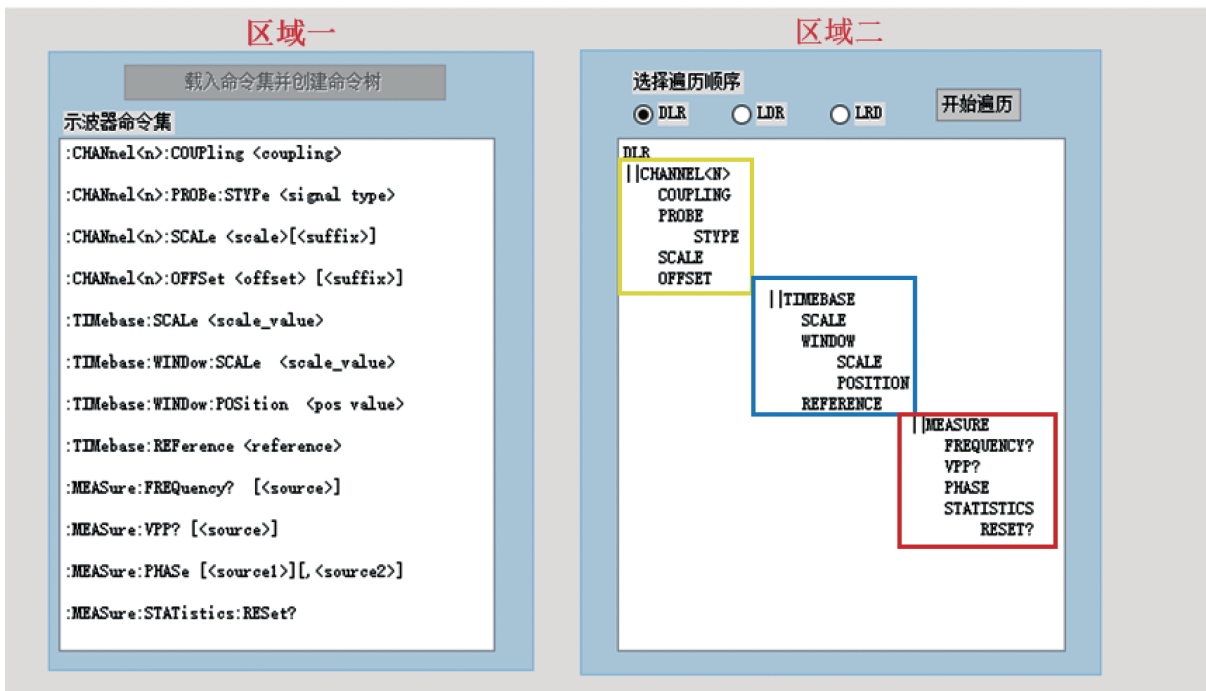 区域一
载入命令集并创建命令树
示波器命令集
:CHANnel<n>:COUPling <coupling>
:CHANnel<n>:PROBe:STYPe <signal type>
:CHANnel<n>:SCALe <scale>[<suffix>]
:CHANnel<n>:OFFSet <offset> [<suffix>]
:TIMebase:SCALe <scale_value>
:TIMebase:WINDow:SCALe  <scale_value>
:TIMebase:WINDow:POSition  <pos value>
:TIMebase:REFerence <reference>
:MEASure:FREQuency?  [<source>]
:MEASure:VPP? [<source>]
:MEASure:PHASe [<source1>][,<source2>]
:MEASure:STATistics:RESet?
区域二
选择遍历顺序
DLR LDR LRD 开始遍历
DLR
||CHANNEL<N>
COUPLING
PROBE
STYPE
SCALE
OFFSET
||TIMEBASE
SCALE
WINDOW
SCALE
POSITION
REFERENCE
||MEASURE
FREQUENCY?
VPP?
PHASE
STATISTICS
RESET?